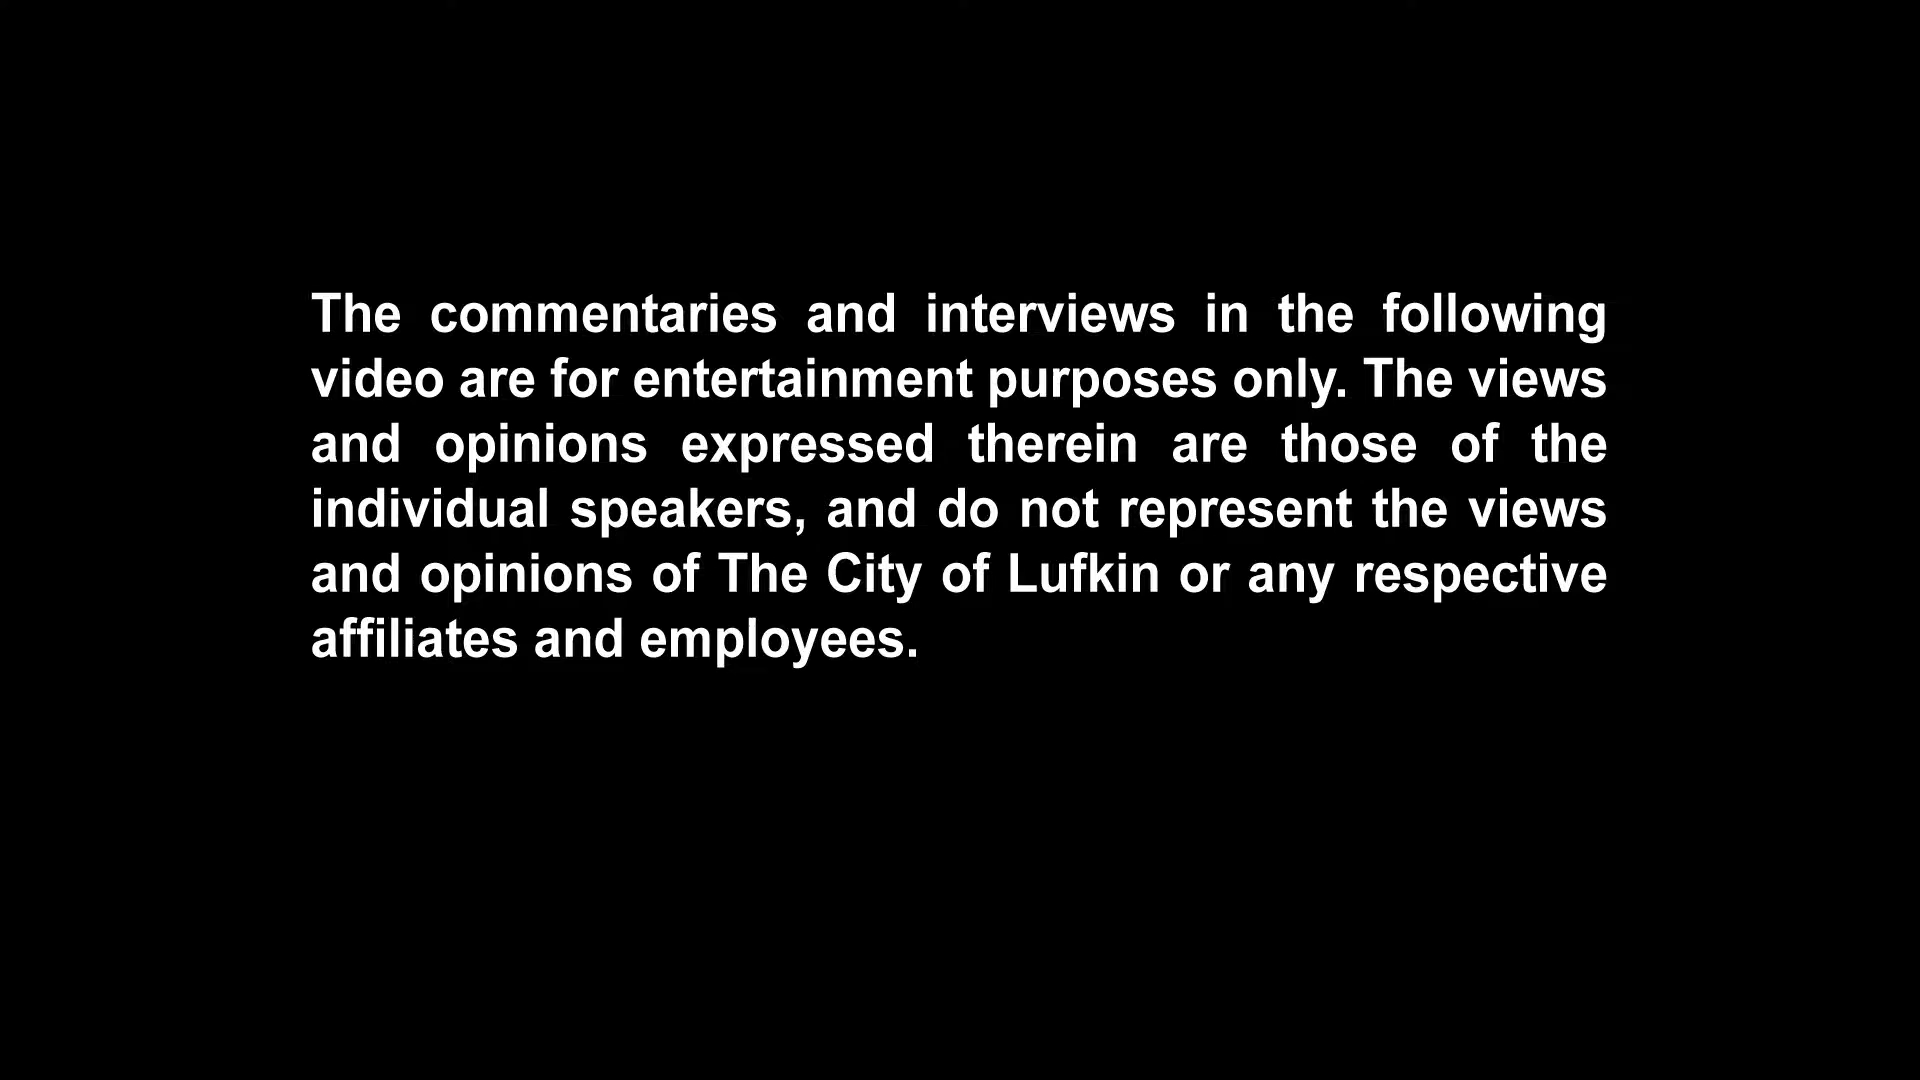 The commentaries and interviews in the following
video are for entertainment purposes only. The views
and opinions expressed therein are those of the
individual speakers, and do not represent the views
and opinions of The City of Lufkin or any respective
affiliates and employees.